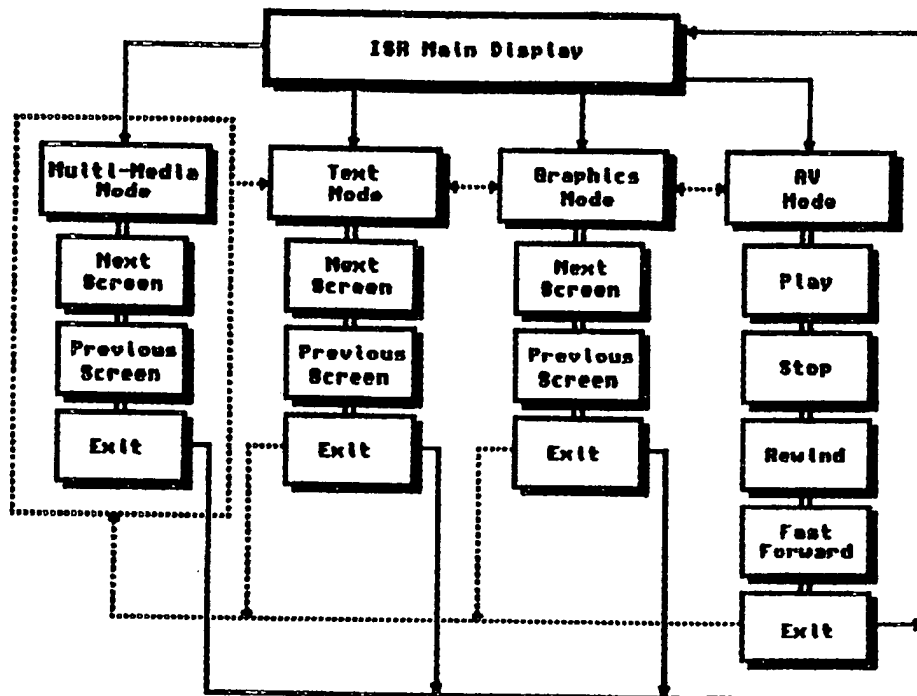 ISR Main Display
Multi-Media
Mode
Next
Screen
Previous
Screen
Exit
Text
Mode
Next
Screen
Previous
Screen
Exit
Graphics
Mode
Next
Screen
Previous
Screen
Exit
AV
Mode
Play
Stop
Rewind
Fast
Forward
Exit